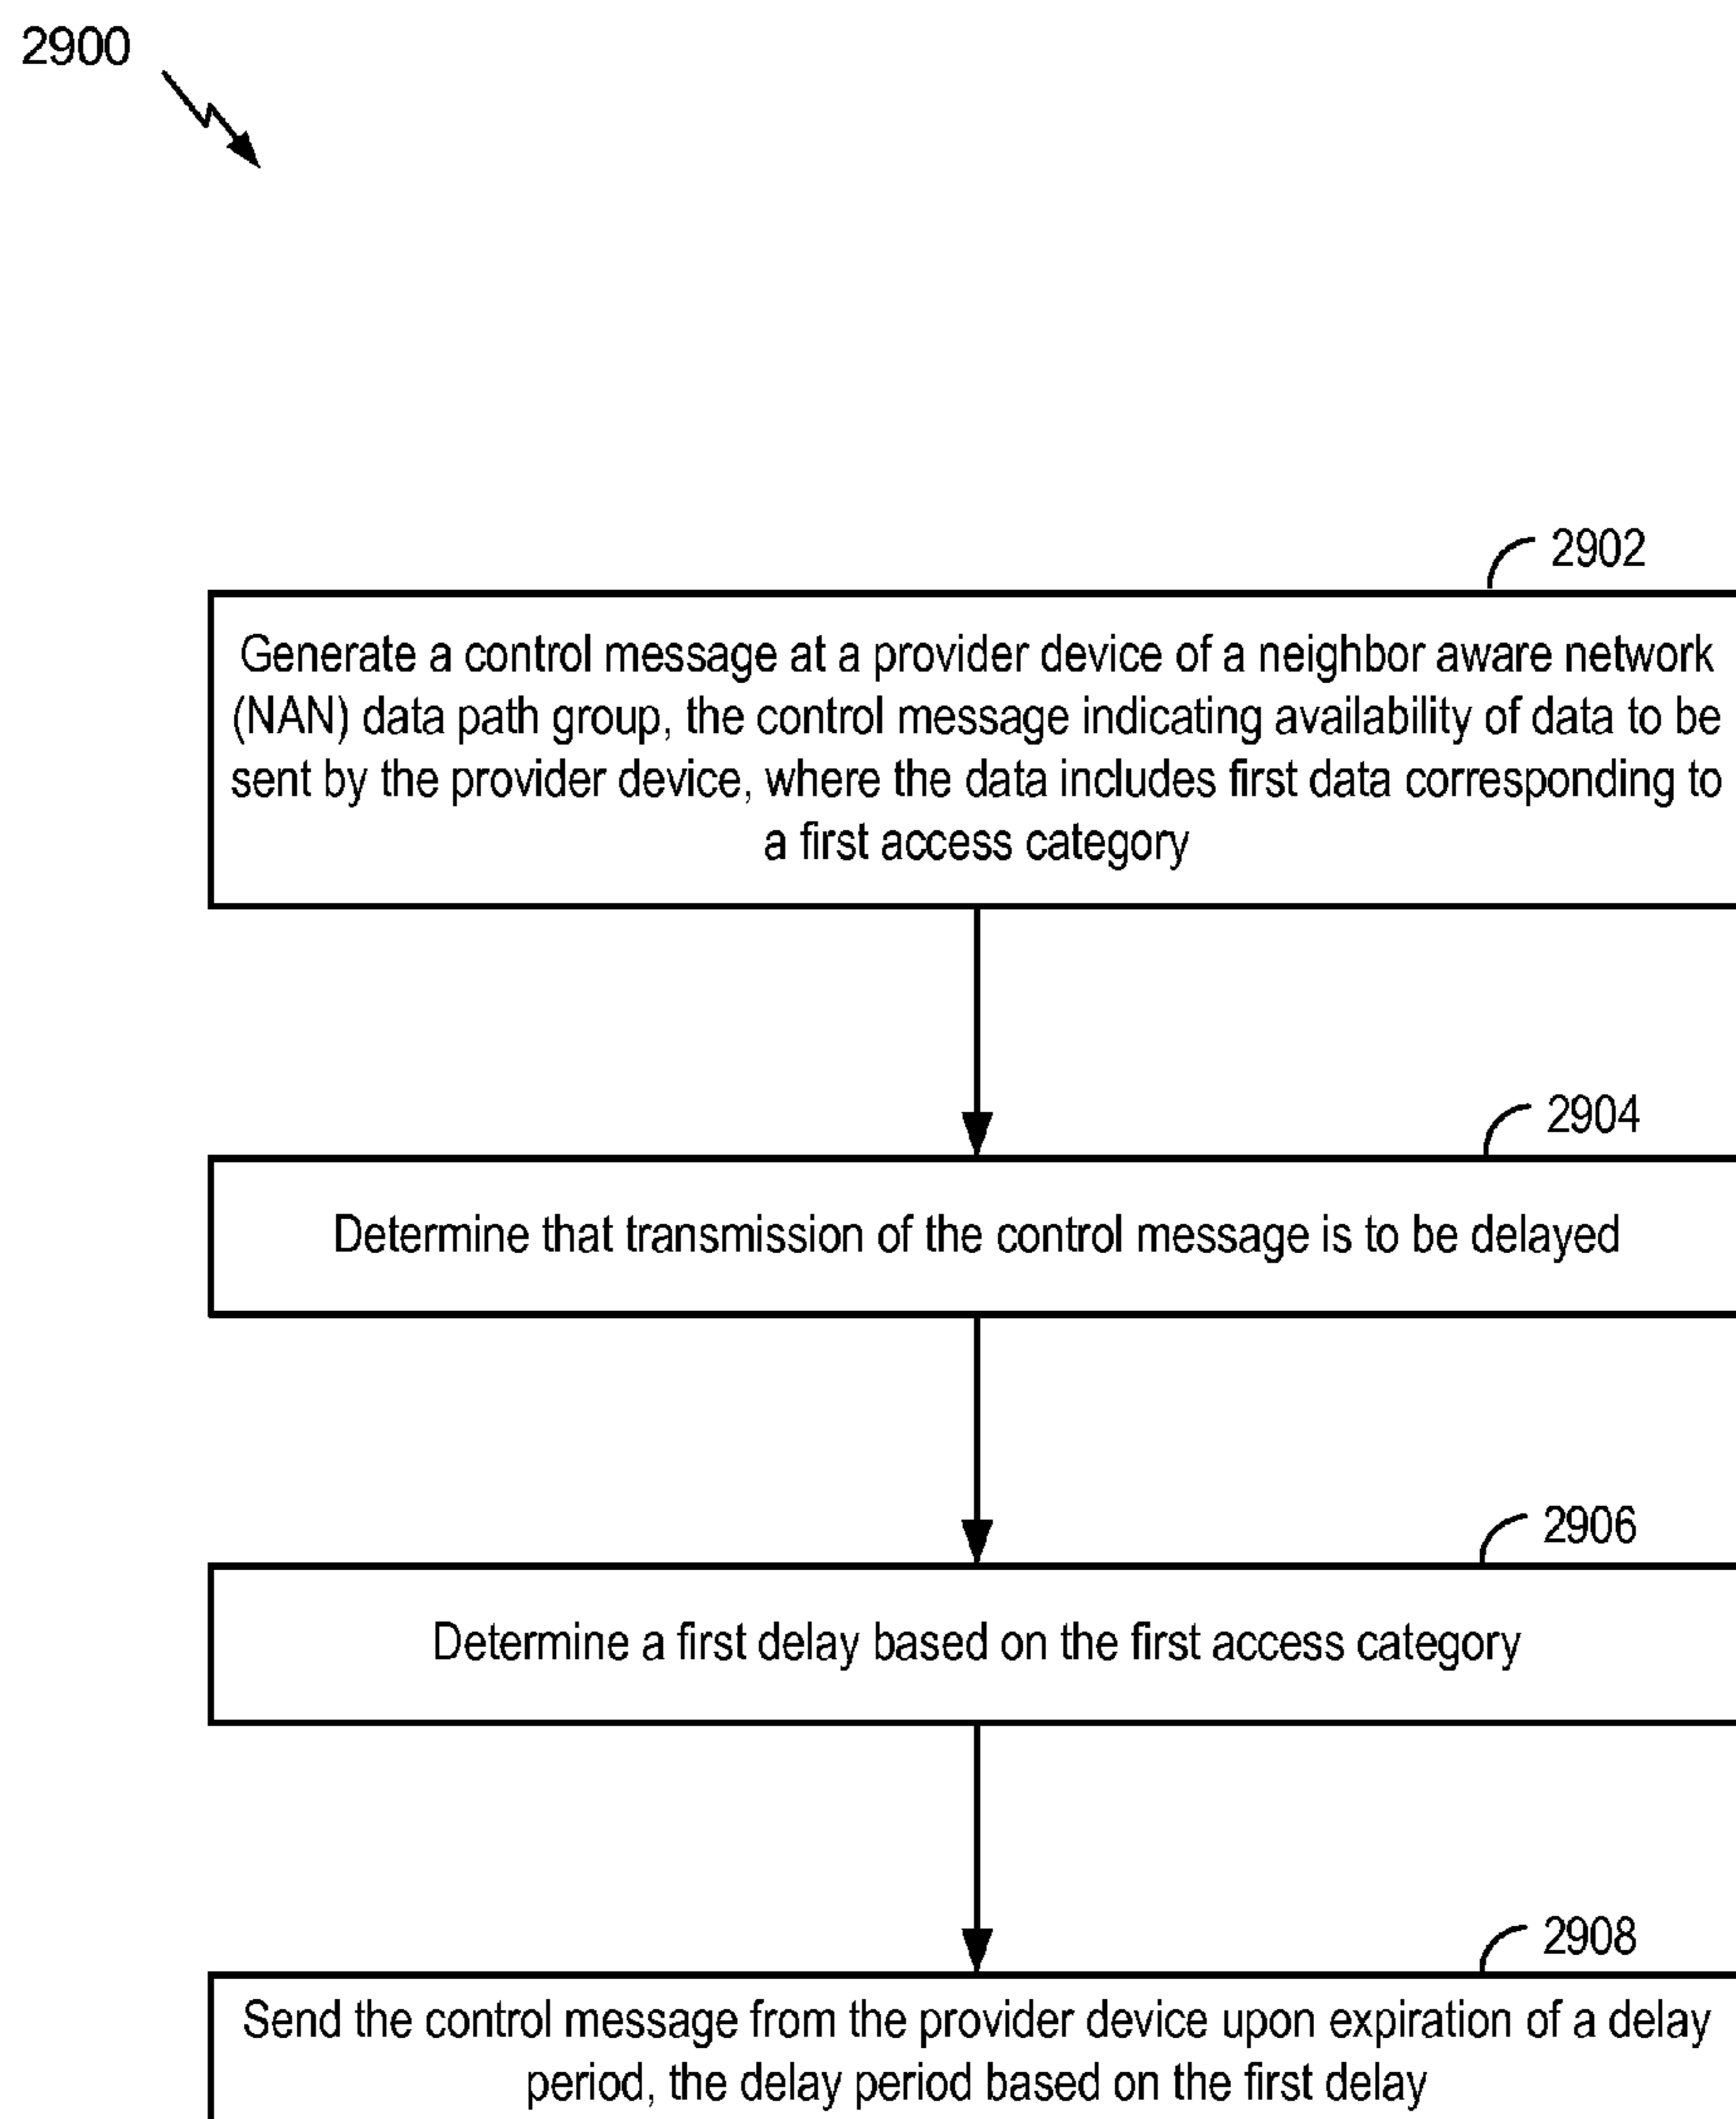 2900
2902
Generate a control message at a provider device of a neighbor aware network
(NAN) data path group, the control message indicating availability of data to be
sent by the provider device, where the data includes first data corresponding to
a first access category
2904
Determine that transmission of the control message is to be delayed
2906
Determine a first delay based on the first access category
2908
Send the control message from the provider device upon expiration of a delay
period, the delay period based on the first delay